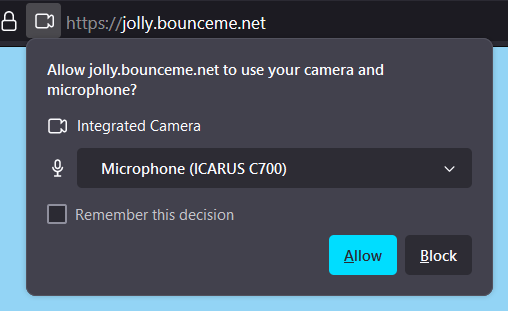 https://jolly.bounceme.net
Allow jolly.bounceme.net to use your camera and
microphone?
Integrated Camera
Microphone (ICARUS C700)
Remember this decision
Allow Block